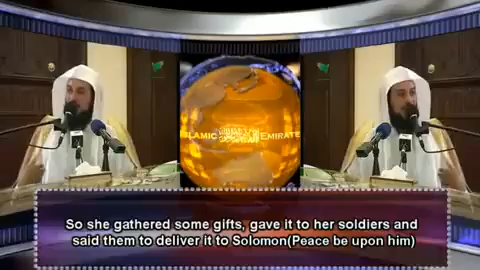 ISLAMIC EMIRATE
So she gathered some gifts, gave it to her soldiers and
said them to deliver it to Solomon(Peace be upon him)